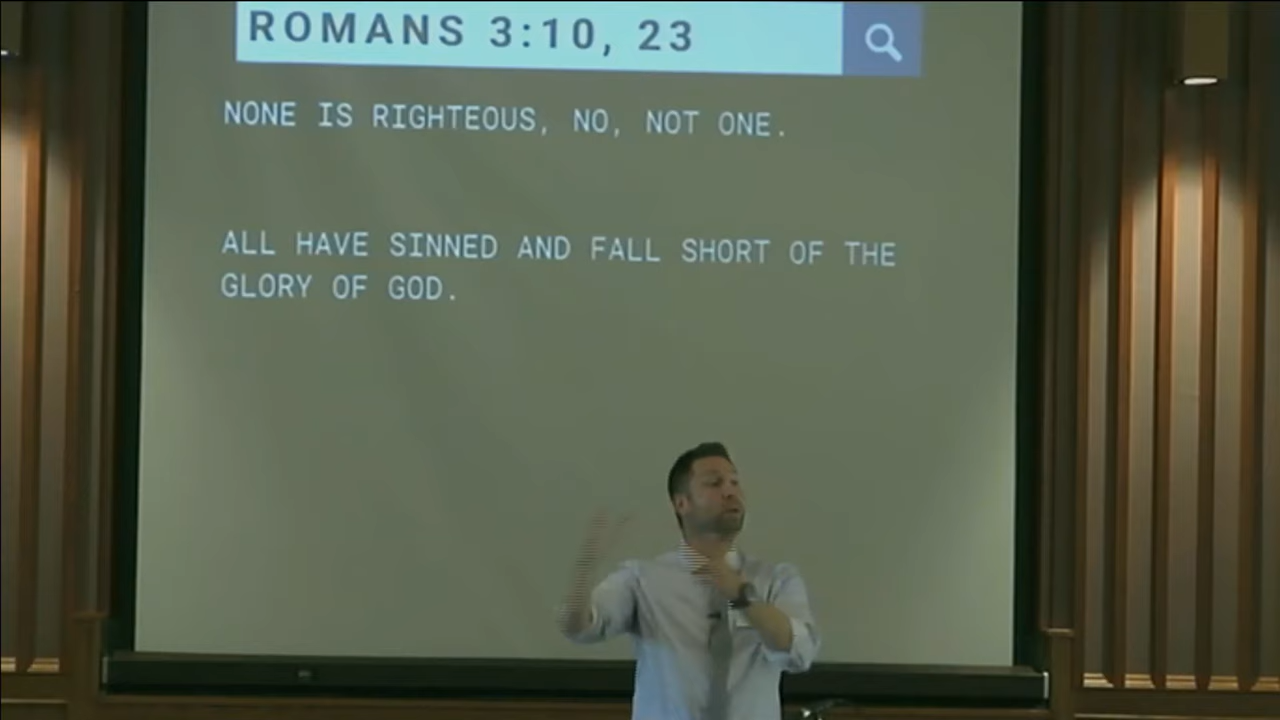 ROMANS 3:10, 23
NONE IS RIGHTEOUS, NO, NOT ONE.
ALL HAVE SINNED AND FALL SHORT OF THE
GLORY OF GOD.